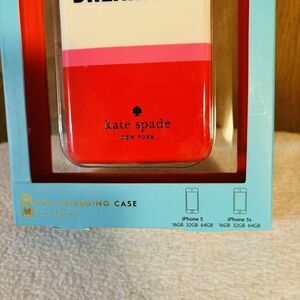 kate spade
NEW YORK
CHARGING CASE
iPhone 5
16GB 32GB 64GB
iPhone 5s
16GB 32GB 64GB